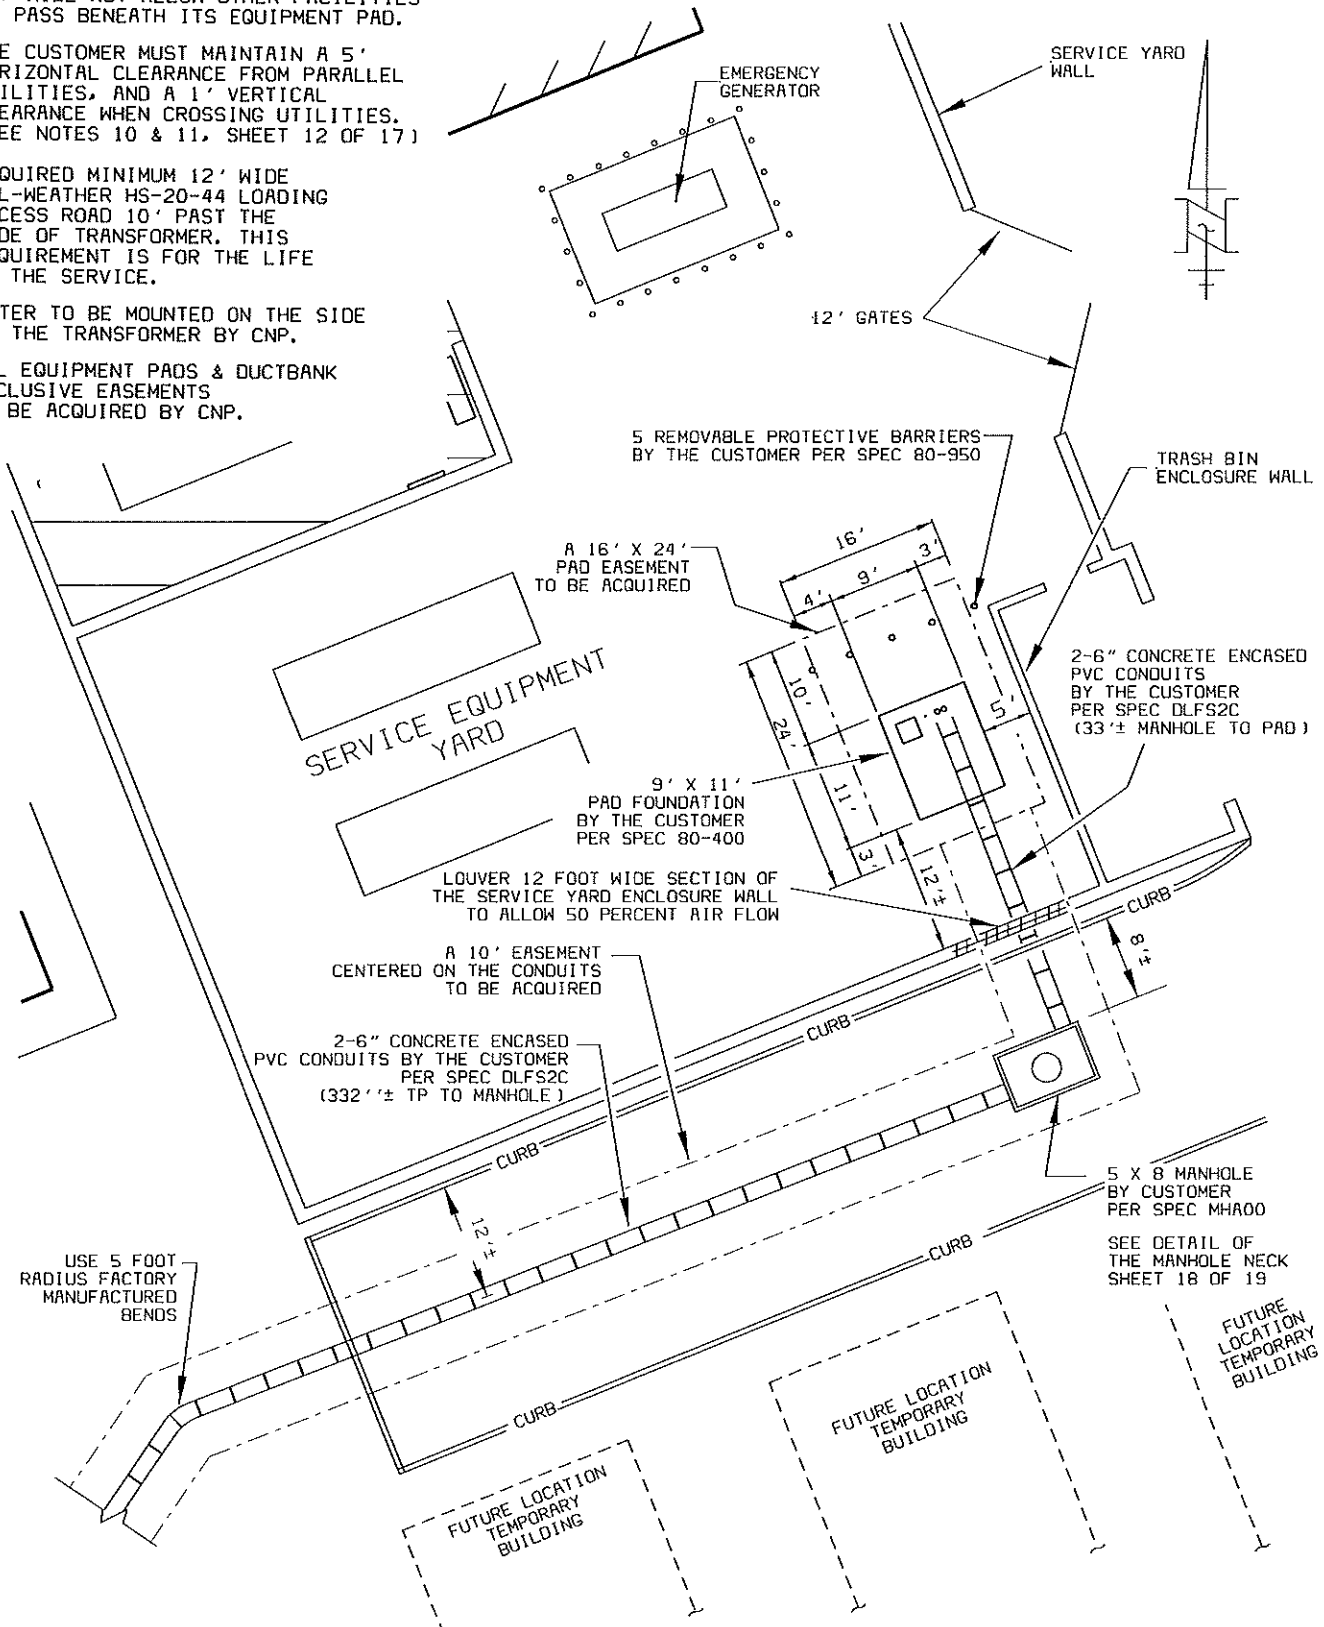 PASS BENEATH ITS EQUIPMENT PAD.
E CUSTOMER MUST MAINTAIN A 5'
RIZONTAL CLEARANCE FROM PARALLEL
ILITIES, AND A 1' VERTICAL
EARANCE WHEN CROSSING UTILITIES.
EE NOTES 10 & 11, SHEET 12 OF 17)
QUIRED MINIMUM 12' WIDE
L-WEATHER HS-20-44 LOADING
CESS ROAD 10' PAST THE
DE OF TRANSFORMER. THIS
QUIREMENT IS FOR THE LIFE
THE SERVICE.
TER TO BE MOUNTED ON THE SIDE
THE TRANSFORMER BY CNP.
L EQUIPMENT PADS & DUCTBANK
CLUSIVE EASEMENTS
BE ACQUIRED BY CNP.
EMERGENCY
GENERATOR
SERVICE YARD
WALL
N
12' GATES
5 REMOVABLE PROTECTIVE BARRIERS
BY THE CUSTOMER PER SPEC 80-950
TRASH BIN
ENCLOSURE WALL
A 16' X 24'
PAD EASEMENT
TO BE ACQUIRED
16'
4'
9'
3'
10'
24'
11'
3'
5'
12'±
8'±
2-6" CONCRETE ENCASED
PVC CONDUITS
BY THE CUSTOMER
PER SPEC DLFS2C
(33'± MANHOLE TO PAD)
SERVICE EQUIPMENT
YARD
9' X 11'
PAD FOUNDATION
BY THE CUSTOMER
PER SPEC 80-400
LOUVER 12 FOOT WIDE SECTION OF
THE SERVICE YARD ENCLOSURE WALL
TO ALLOW 50 PERCENT AIR FLOW
CURB
A 10' EASEMENT
CENTERED ON THE CONDUITS
TO BE ACQUIRED
CURB
2-6" CONCRETE ENCASED
PVC CONDUITS BY THE CUSTOMER
PER SPEC DLFS2C
(332''± TP TO MANHOLE)
CURB
12'±
5 X 8 MANHOLE
BY CUSTOMER
PER SPEC MHA00
SEE DETAIL OF
THE MANHOLE NECK
SHEET 18 OF 19
USE 5 FOOT
RADIUS FACTORY
MANUFACTURED
BENDS
CURB
CURB
FUTURE
LOCATION
TEMPORARY
BUILDING
FUTURE LOCATION
TEMPORARY
BUILDING
FUTURE LOCATION
TEMPORARY
BUILDING